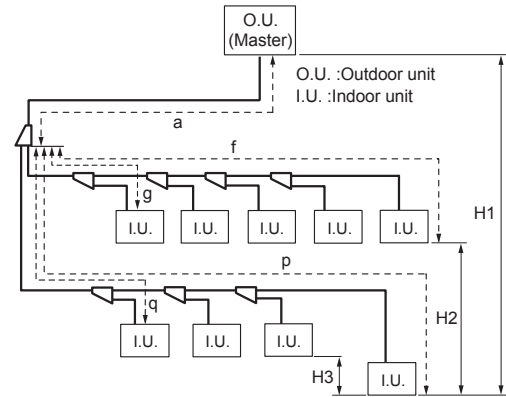 O.U.
(Master)
O.U. :Outdoor unit
I.U. :Indoor unit
a
f
g
I.U.
I.U.
I.U.
I.U.
I.U.
H1
p
H2
q
I.U.
I.U.
I.U.
H3
I.U.